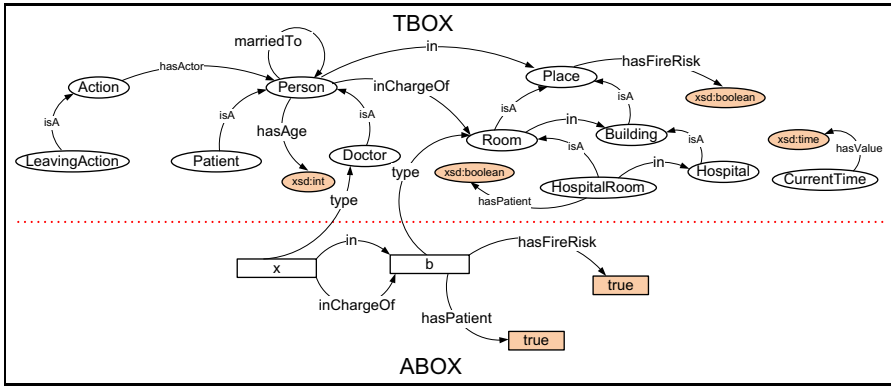 TBOX
marriedTo
in
hasFireRisk
hasActor
Action
Person
inChargeOf
Place
xsd:boolean
isA
isA
hasAge
isA
isA
in
isA
LeavingAction
Patient
Doctor
Room
Building
xsd:time
isA
isA
hasValue
xsd:int
type
type
xsd:boolean
in
Hospital
hasPatient
HospitalRoom
CurrentTime
in
hasFireRisk
x
b
inChargeOf
true
hasPatient
true
ABOX